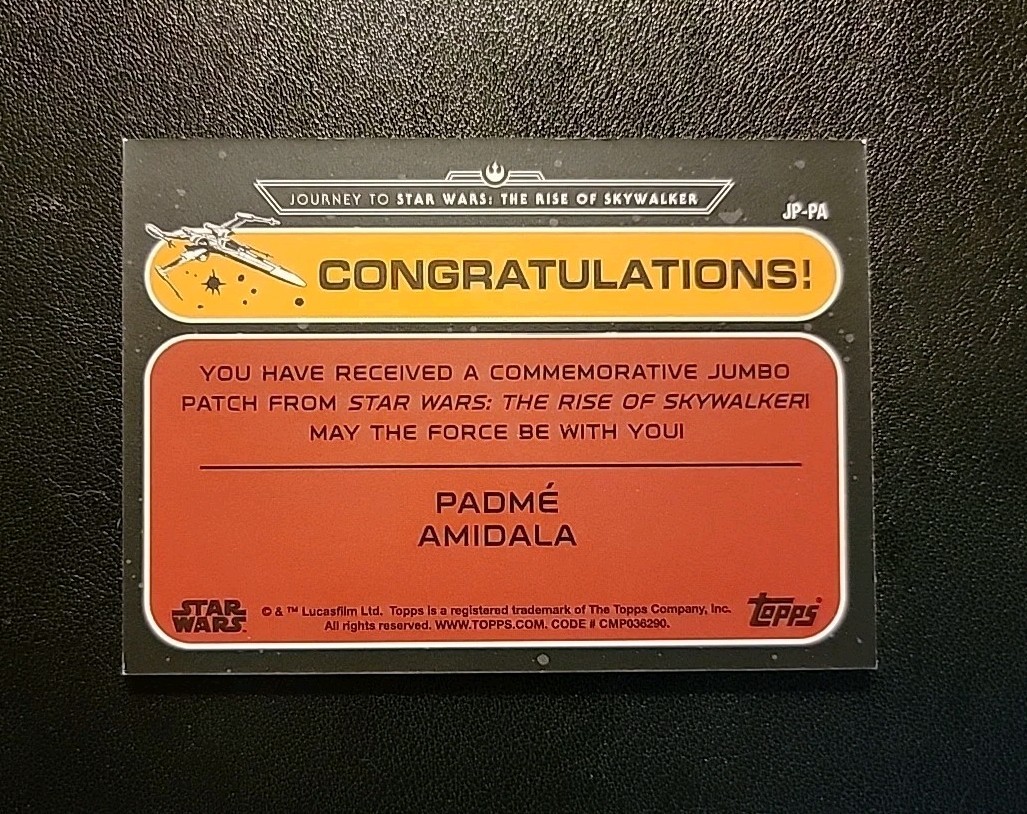 JOURNEY TO STAR WARS: THE RISE OF SKYWALKER
JP-PA
CONGRATULATIONS!
YOU HAVE RECEIVED A COMMEMORATIVE JUMBO
PATCH FROM STAR WARS: THE RISE OF SKYWALKER!
MAY THE FORCE BE WITH YOU!
PADMÉ
AMIDALA
STAR
WARS
© & ™ Lucasfilm Ltd. Topps is a registered trademark of The Topps Company, Inc.
All rights reserved. WWW.TOPPS.COM. CODE # CMP036290.
topps®